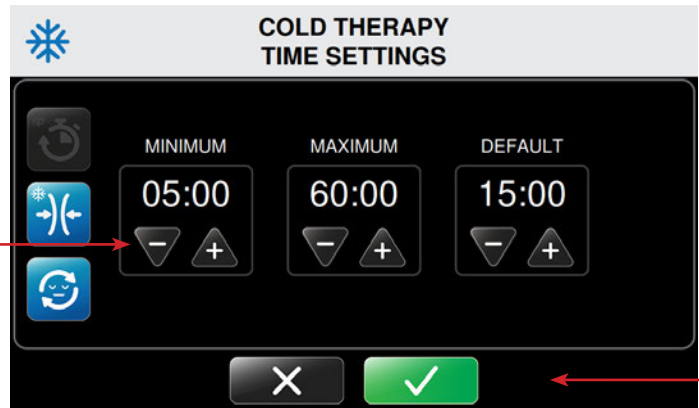 COLD THERAPY
TIME SETTINGS
MINIMUM MAXIMUM DEFAULT
05:00 60:00 15:00
- + - + - +